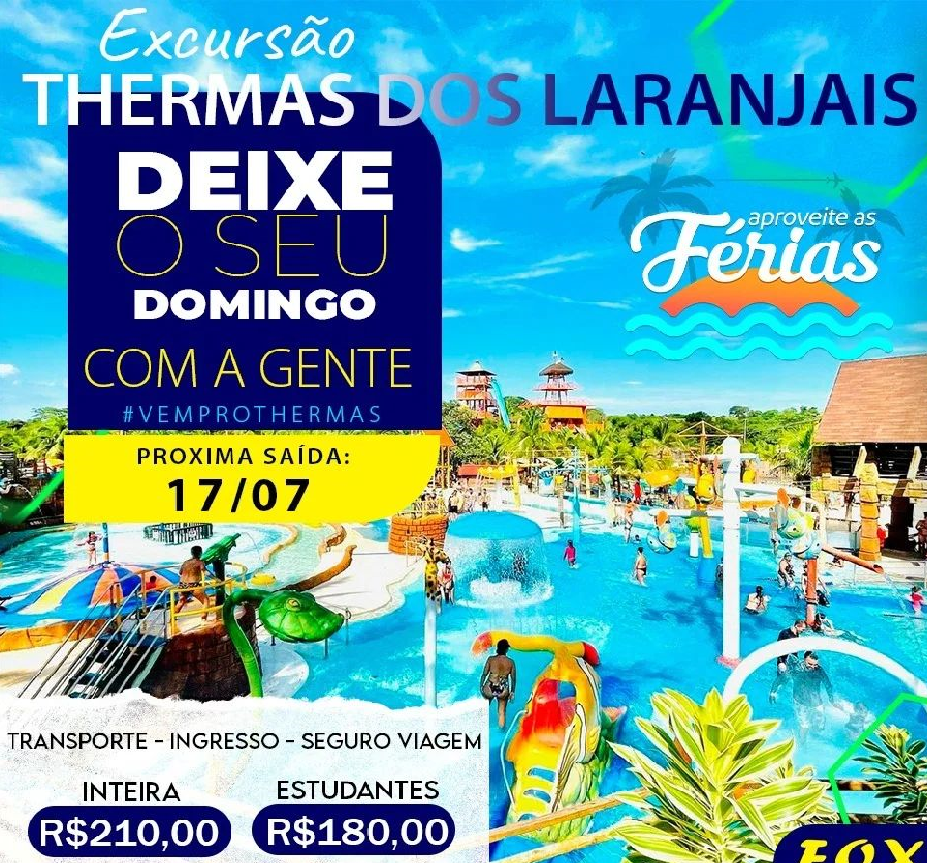 Excursão
THERMAS DOS LARANJAIS
DEIXE
O SEU
DOMINGO
COM A GENTE
#VEMPROTHERMAS
PROXIMA SAÍDA:
17/07
aproveite as
Férias
TRANSPORTE - INGRESSO - SEGURO VIAGEM
INTEIRA
R$210,00
ESTUDANTES
R$180,00
FOX